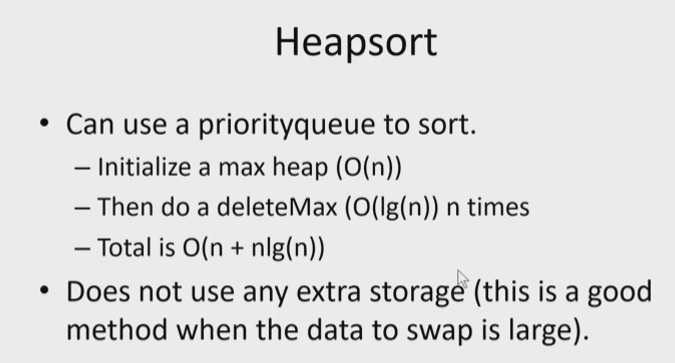 Heapsort
• Can use a priorityqueue to sort.
– Initialize a max heap (O(n))
– Then do a deleteMax (O(lg(n)) n times
– Total is O(n + nlg(n))
• Does not use any extra storage (this is a good
method when the data to swap is large).